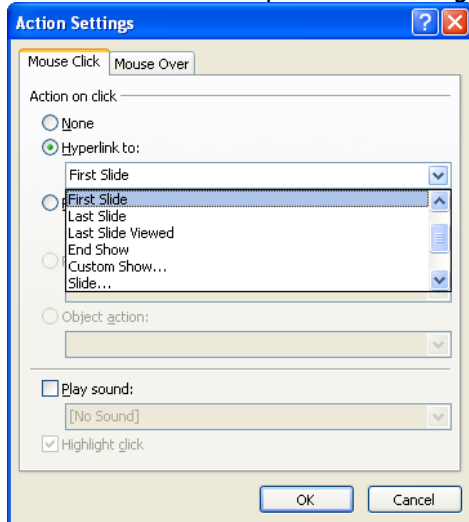 Action Settings
Mouse Click Mouse Over
Action on click
None
Hyperlink to:
First Slide
First Slide
Last Slide
Last Slide Viewed
End Show
Custom Show...
Slide...
Object action:
Play sound:
[No Sound]
Highlight click
OK Cancel